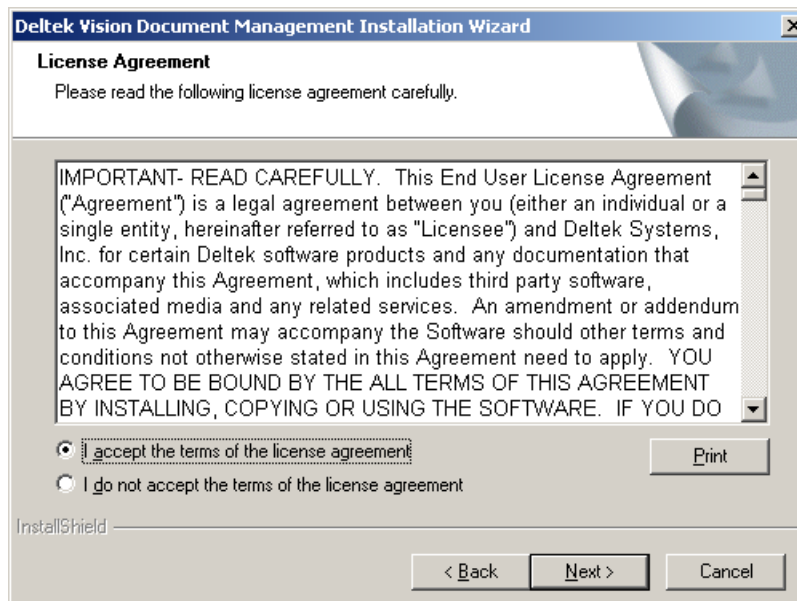 Deltek Vision Document Management Installation Wizard
License Agreement
Please read the following license agreement carefully.
IMPORTANT- READ CAREFULLY.  This End User License Agreement
("Agreement") is a legal agreement between you (either an individual or a
single entity, hereinafter referred to as "Licensee") and Deltek Systems,
Inc. for certain Deltek software products and any documentation that
accompany this Agreement, which includes third party software,
associated media and any related services.  An amendment or addendum
to this Agreement may accompany the Software should other terms and
conditions not otherwise stated in this Agreement need to apply.  YOU
AGREE TO BE BOUND BY THE ALL TERMS OF THIS AGREEMENT
BY INSTALLING, COPYING OR USING THE SOFTWARE.  IF YOU DO
I accept the terms of the license agreement
Print
I do not accept the terms of the license agreement
InstallShield
< Back
Next >
Cancel